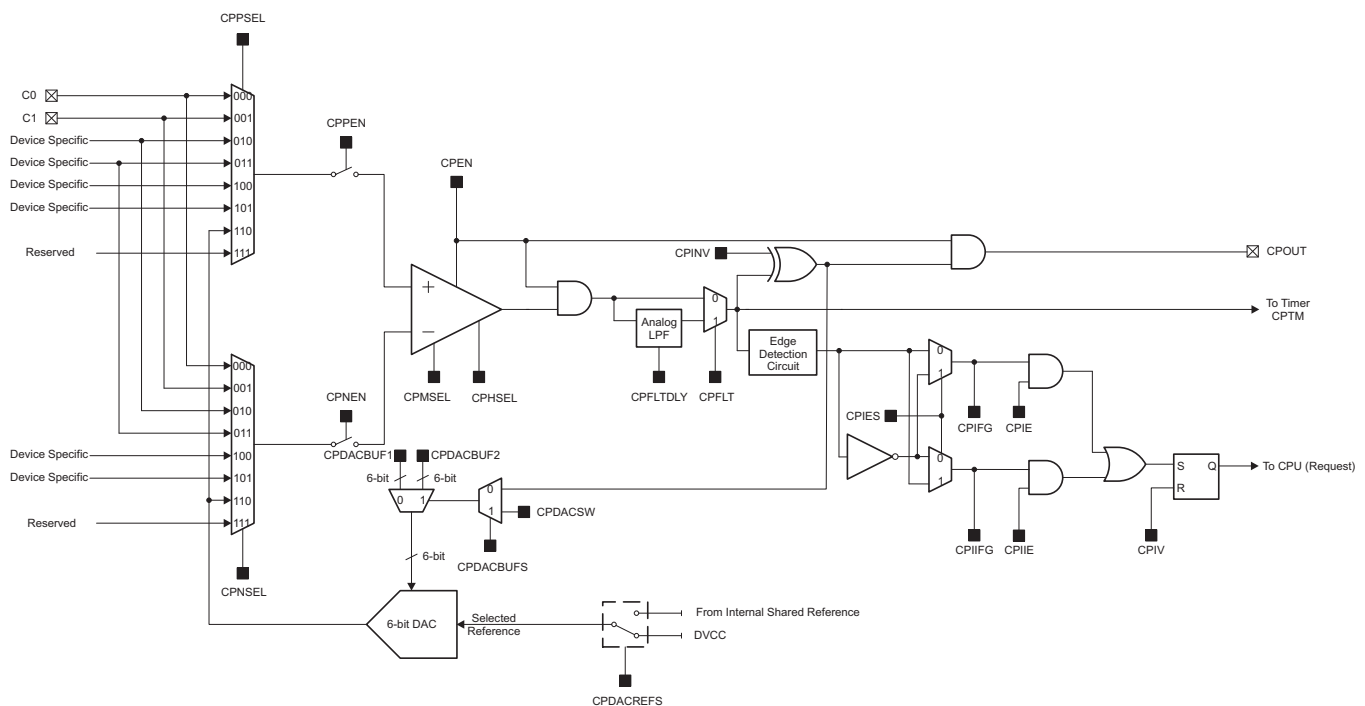 CPPSEL
C0
C1
Device Specific
Device Specific
Device Specific
Device Specific
Reserved
000
001
010
011
100
101
110
111
CPPEN
CPEN
CPINV
CPOUT
To Timer
CPTM
+
−
0
1
Analog
LPF
Edge
Detection
Circuit
CPMSEL
CPHSEL
CPFLTDLY
CPFLT
000
001
010
011
100
101
110
111
Device Specific
Device Specific
Reserved
CPNSEL
CPNEN
CPDACBUF1
CPDACBUF2
6-bit
6-bit
0
1
0
1
CPDACSW
CPDACBUFS
6-bit
6-bit DAC
Selected
Reference
From Internal Shared Reference
DVCC
CPDACREFS
CPIES
0
1
0
1
CPIFG
CPIE
CPIIFG
CPIIE
S
Q
R
CPIV
To CPU (Request)